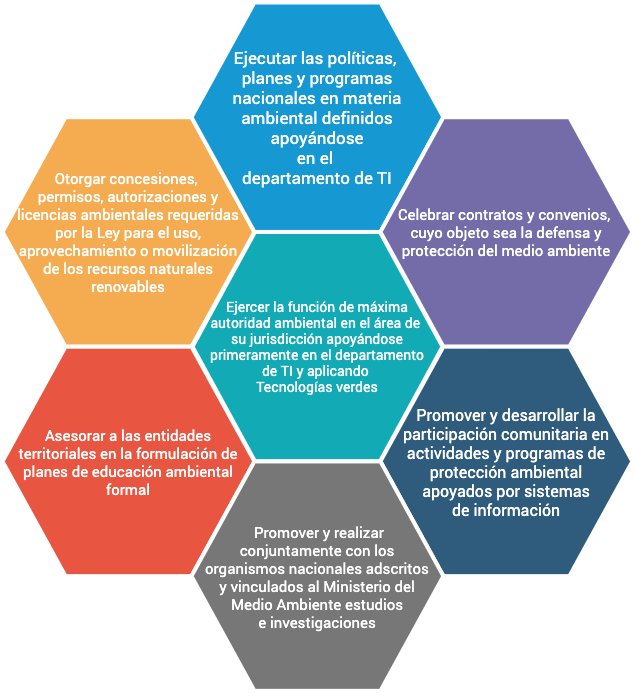 Ejecutar las políticas,
planes y programas
nacionales en materia
ambiental definidos
apoyándose
en el
departamento de TI
Otorgar concesiones,
permisos, autorizaciones y
licencias ambientales requeridas
por la Ley para el uso,
aprovechamiento o movilización
de los recursos naturales
renovables
Celebrar contratos y convenios,
cuyo objeto sea la defensa y
protección del medio ambiente
Ejercer la función de máxima
autoridad ambiental en el área de
su jurisdicción apoyándose
primeramente en el departamento
de TI y aplicando
Tecnologías verdes
Asesorar a las entidades
territoriales en la formulación de
planes de educación ambiental
formal
Promover y desarrollar la
participación comunitaria en
actividades y programas de
protección ambiental
apoyados por sistemas
de información
Promover y realizar
conjuntamente con los
organismos nacionales adscritos
y vinculados al Ministerio del
Medio Ambiente estudios
e investigaciones